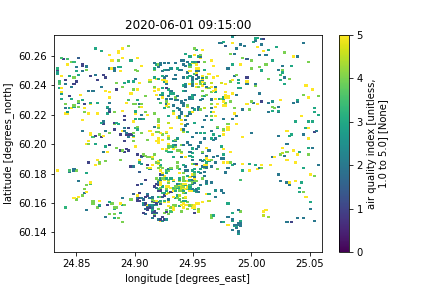 2020-06-01 09:15:00
60.26
60.24
60.22
60.20
60.18
60.16
60.14
latitude [degrees_north]
24.85 24.90 24.95 25.00 25.05
longitude [degrees_east]
5
4
3
2
1
0
air quality index [unitless,
1.0 to 5.0] [None]